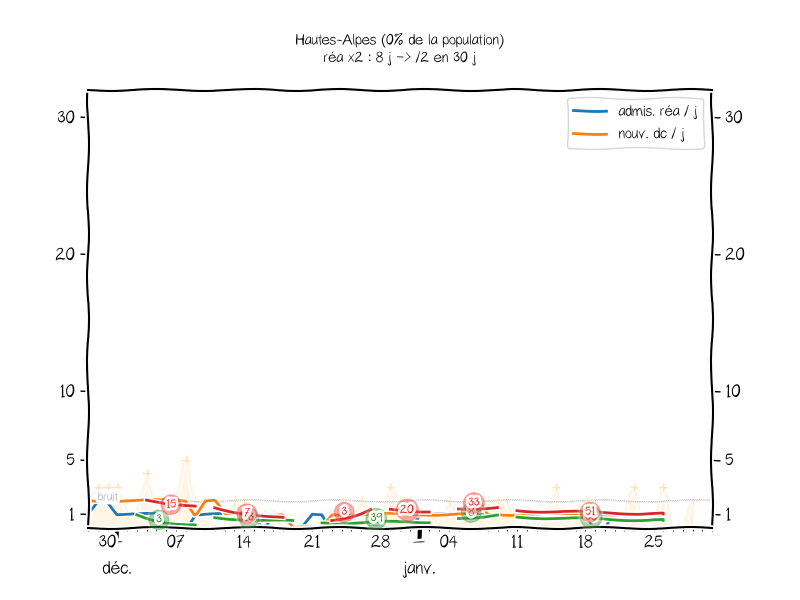 Hautes-Alpes (0% de la population)
réa x2 : 8 j -> /2 en 30 j
admis. réa / j
nouv. dc / j
30
30
20
20
10
10
5
5
1
1
bruit
15
3
7
3
39
20
33
8
51
30 07 14 21 28 04 11 18 25
déc. janv.